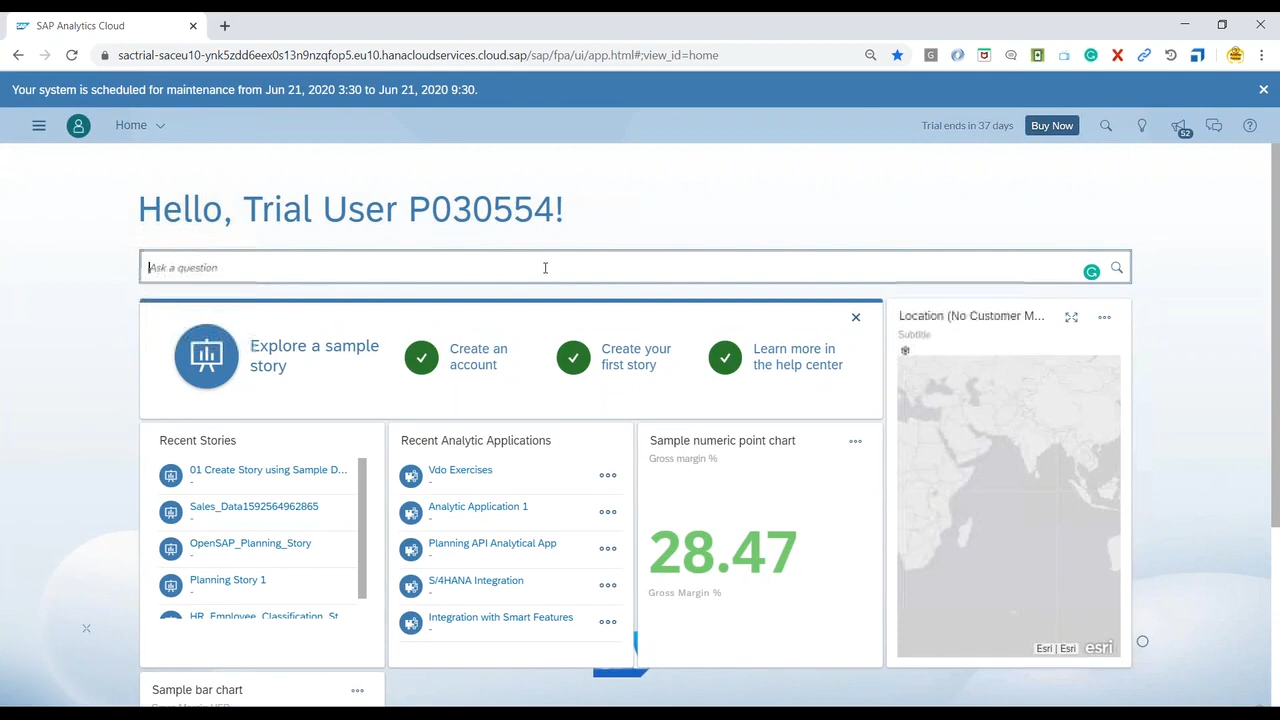 SAP Analytics Cloud
sactrial-saceu10-ynk5zdd6eex0s13n9nzqfop5.eu10.hanacloudservices.cloud.sap/sap/fpa/ui/app.html#;view_id=home
Your system is scheduled for maintenance from Jun 21, 2020 3:30 to Jun 21, 2020 9:30.
Home
Trial ends in 37 days
Buy Now
52
Hello, Trial User P030554!
Ask a question
Explore a sample
story
Create an
account
Create your
first story
Learn more in
the help center
Location (No Customer M...
Subtitle
Esri | Esri
esri
Recent Stories
01 Create Story using Sample D...
-
Sales_Data1592564962865
-
OpenSAP_Planning_Story
-
Planning Story 1
-
HR_Employee_Classification_St
Recent Analytic Applications
Vdo Exercises
-
Analytic Application 1
-
Planning API Analytical App
-
S/4HANA Integration
-
Integration with Smart Features
-
Sample numeric point chart
Gross margin %
28.47
Gross Margin %
Sample bar chart